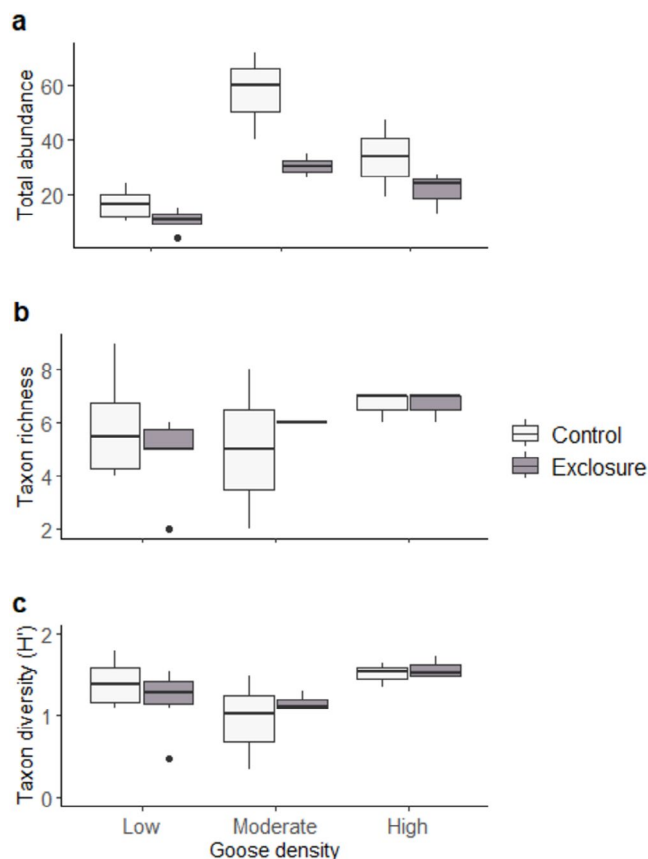 a
Total abundance
60
40
20
b
Taxon richness
8
6
4
2
Control
Exclosure
c
Taxon diversity (H')
2
1
0
Low Moderate High
Goose density